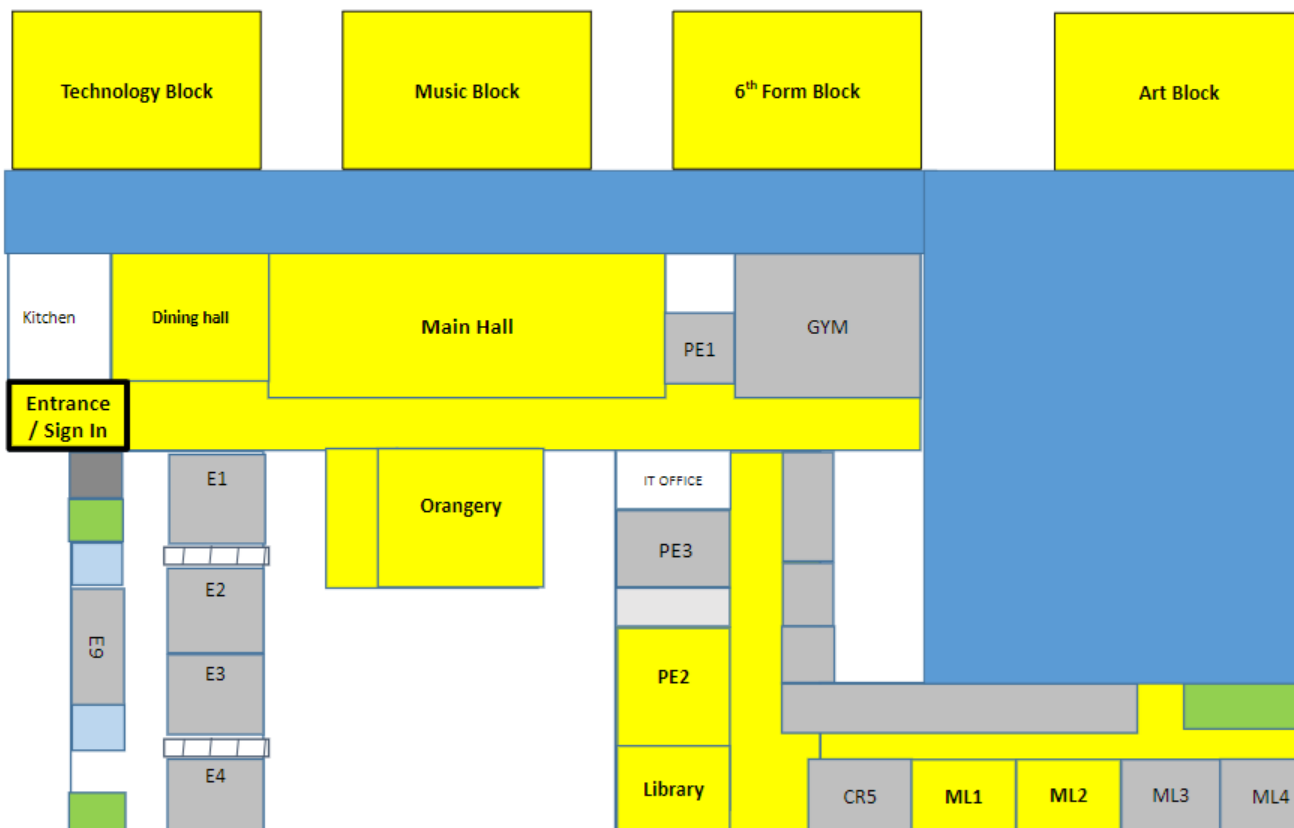 Technology Block
Music Block
6th Form Block
Art Block
Kitchen
Dining hall
Main Hall
PE1
GYM
Entrance
/ Sign In
E1
Orangery
IT OFFICE
PE3
E2
E9
E3
PE2
E4
Library
CR5
ML1
ML2
ML3
ML4